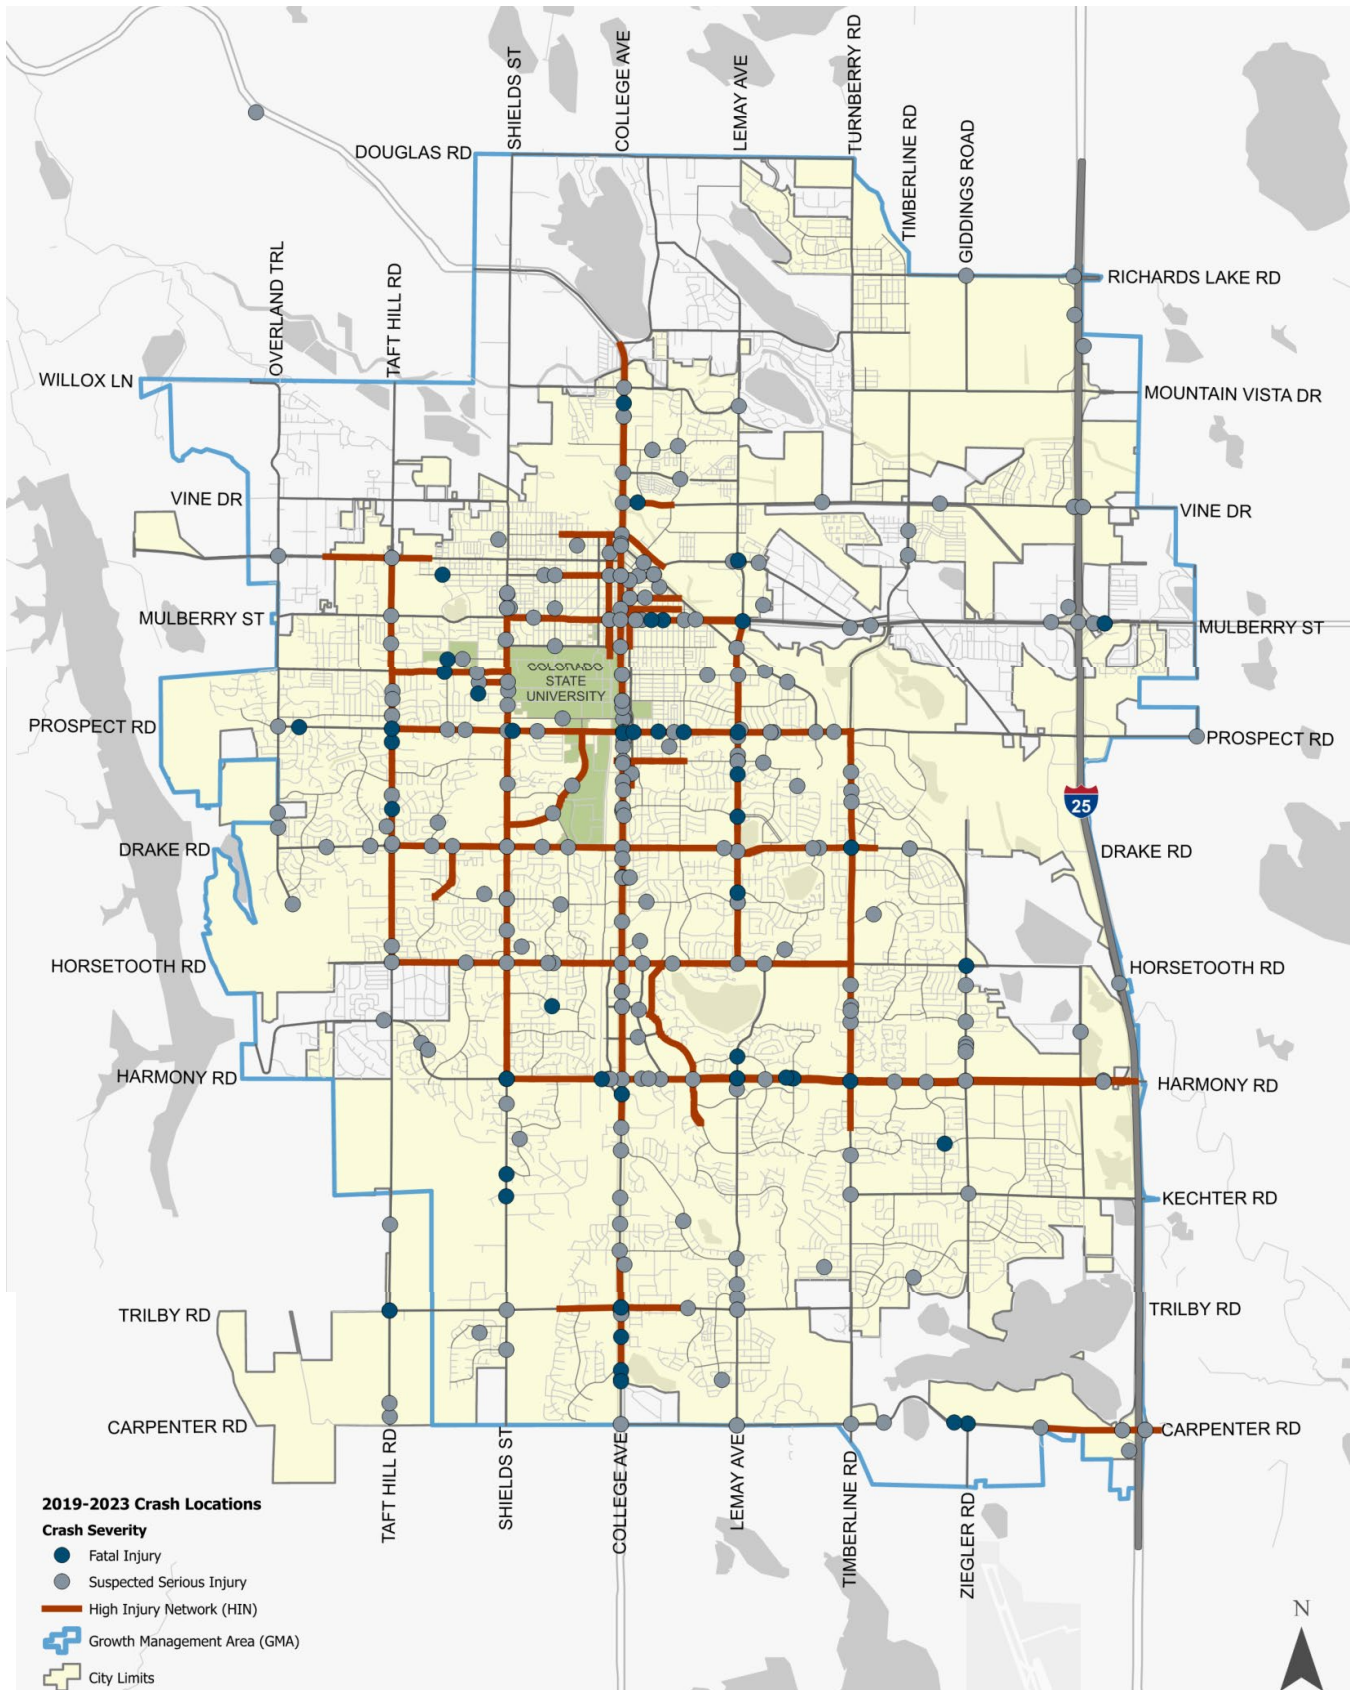 SHIELDS ST
COLLEGE AVE
LEMAY AVE
TURNBERRY RD
TIMBERLINE RD
GIDDINGS ROAD
DOUGLAS RD
OVERLAND TRL
TAFT HILL RD
RICHARDS LAKE RD
WILLOX LN
MOUNTAIN VISTA DR
VINE DR
VINE DR
MULBERRY ST
MULBERRY ST
COLORADO
STATE
UNIVERSITY
PROSPECT RD
PROSPECT RD
25
DRAKE RD
DRAKE RD
HORSETOOTH RD
HORSETOOTH RD
HARMONY RD
HARMONY RD
KECHTER RD
TRILBY RD
TRILBY RD
CARPENTER RD
CARPENTER RD
TAFT HILL RD
SHIELDS ST
COLLEGE AVE
LEMAY AVE
TIMBERLINE RD
ZIEGLER RD
2019-2023 Crash Locations
Crash Severity
Fatal Injury
Suspected Serious Injury
High Injury Network (HIN)
Growth Management Area (GMA)
City Limits
N